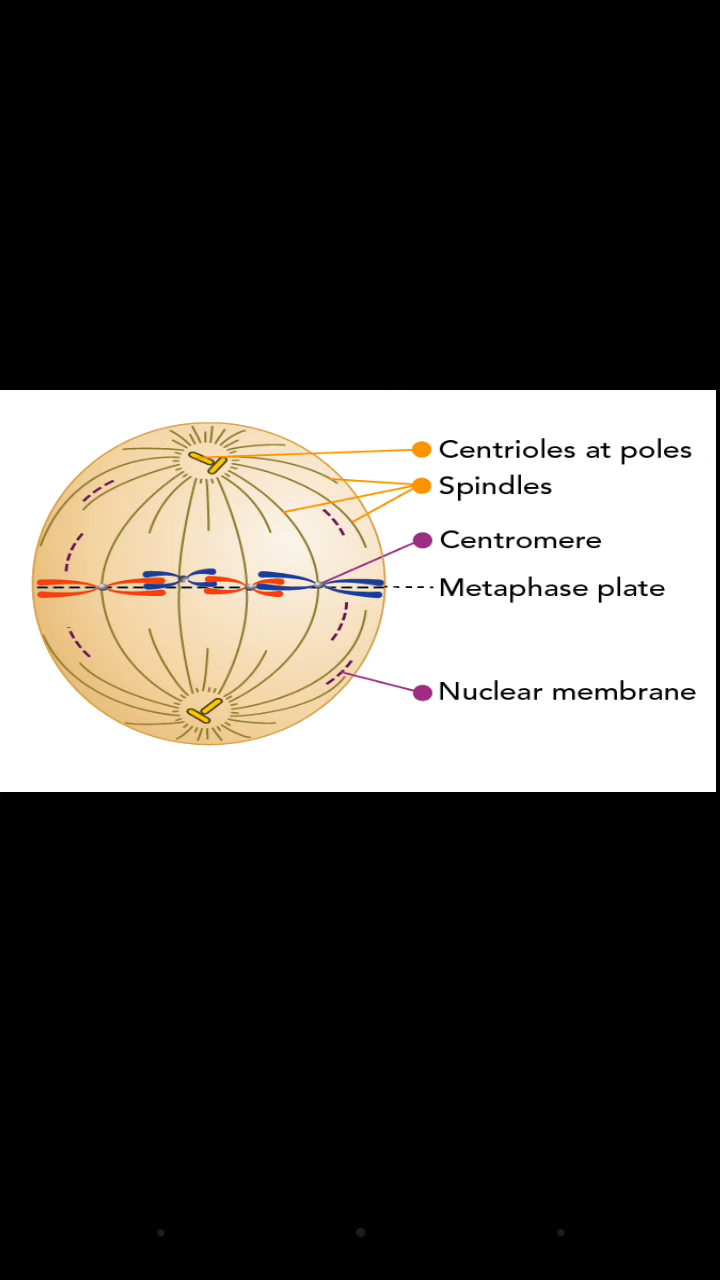 Centrioles at poles
Spindles
Centromere
Metaphase plate
Nuclear membrane